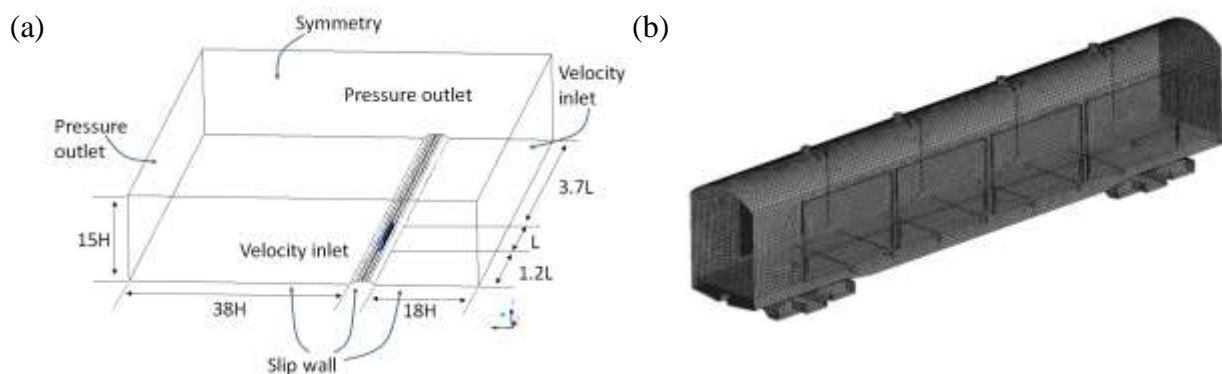 (a)
Symmetry
(b)
Velocity
inlet
Pressure outlet
Pressure
outlet
3.7L
15H
Velocity inlet
L
1.2L
38H
18H
Slip wall